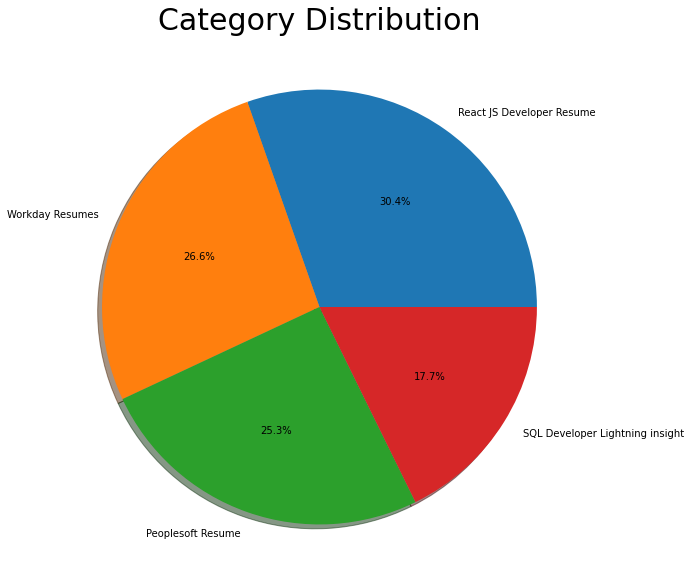 Category Distribution
React JS Developer Resume
30.4%
Workday Resumes
26.6%
17.7%
25.3%
SQL Developer Lightning insight
Peoplesoft Resume